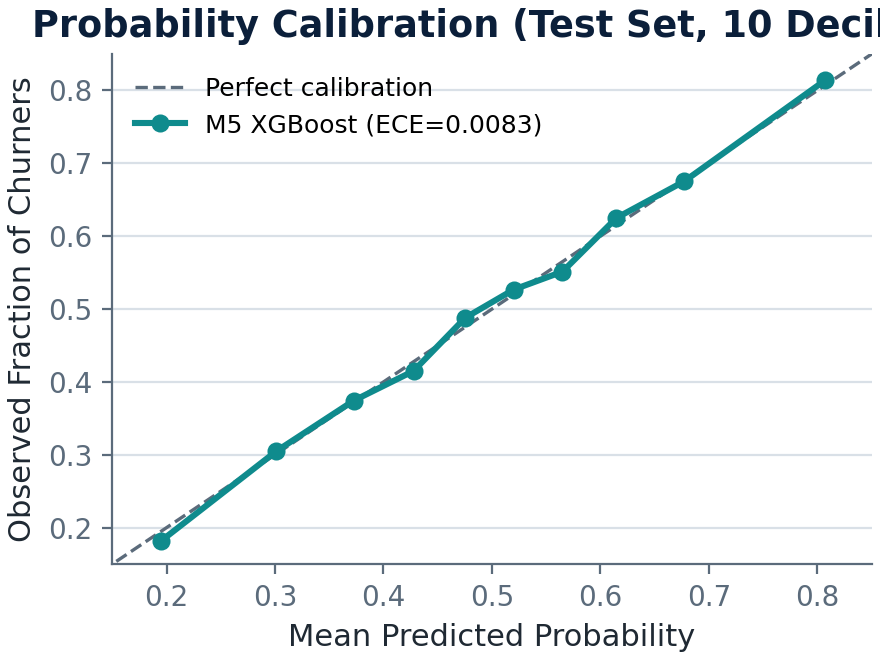 Probability Calibration (Test Set, 10 Decil
Perfect calibration
M5 XGBoost (ECE=0.0083)
Observed Fraction of Churners
0.8
0.7
0.6
0.5
0.4
0.3
0.2
0.2 0.3 0.4 0.5 0.6 0.7 0.8
Mean Predicted Probability